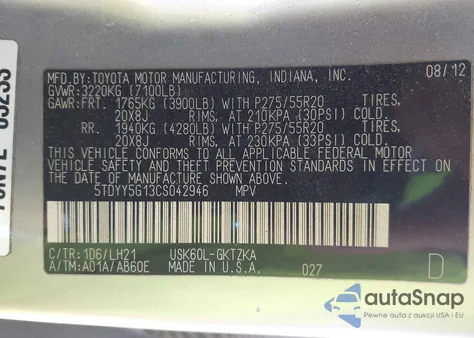 MFD.BY:TOYOTA MOTOR MANUFACTURING, INDIANA, INC. 08/12
GVWR:3220KG (7100LB)
GAWR:FRT. 1765KG (3900LB) WITH P275/55R20 TIRES,
20X8J RIMS, AT 210KPA (30PSI) COLD.
RR. 1940KG (4280LB) WITH P275/55R20 TIRES,
20X8J RIMS, AT 230KPA (33PSI) COLD.
THIS VEHICLE CONFORMS TO ALL APPLICABLE FEDERAL MOTOR
VEHICLE SAFETY AND THEFT PREVENTION STANDARDS IN EFFECT
ON THE DATE OF MANUFACTURE SHOWN ABOVE.
5TDYY5G13CS042946 MPV
C/TR:1D6/LH21 USK60L-GKTZKA
A/TM:A01A/AB60E MADE IN U.S.A. 027 D
autoSnap
Pewne auta z aukcji w USA i EU